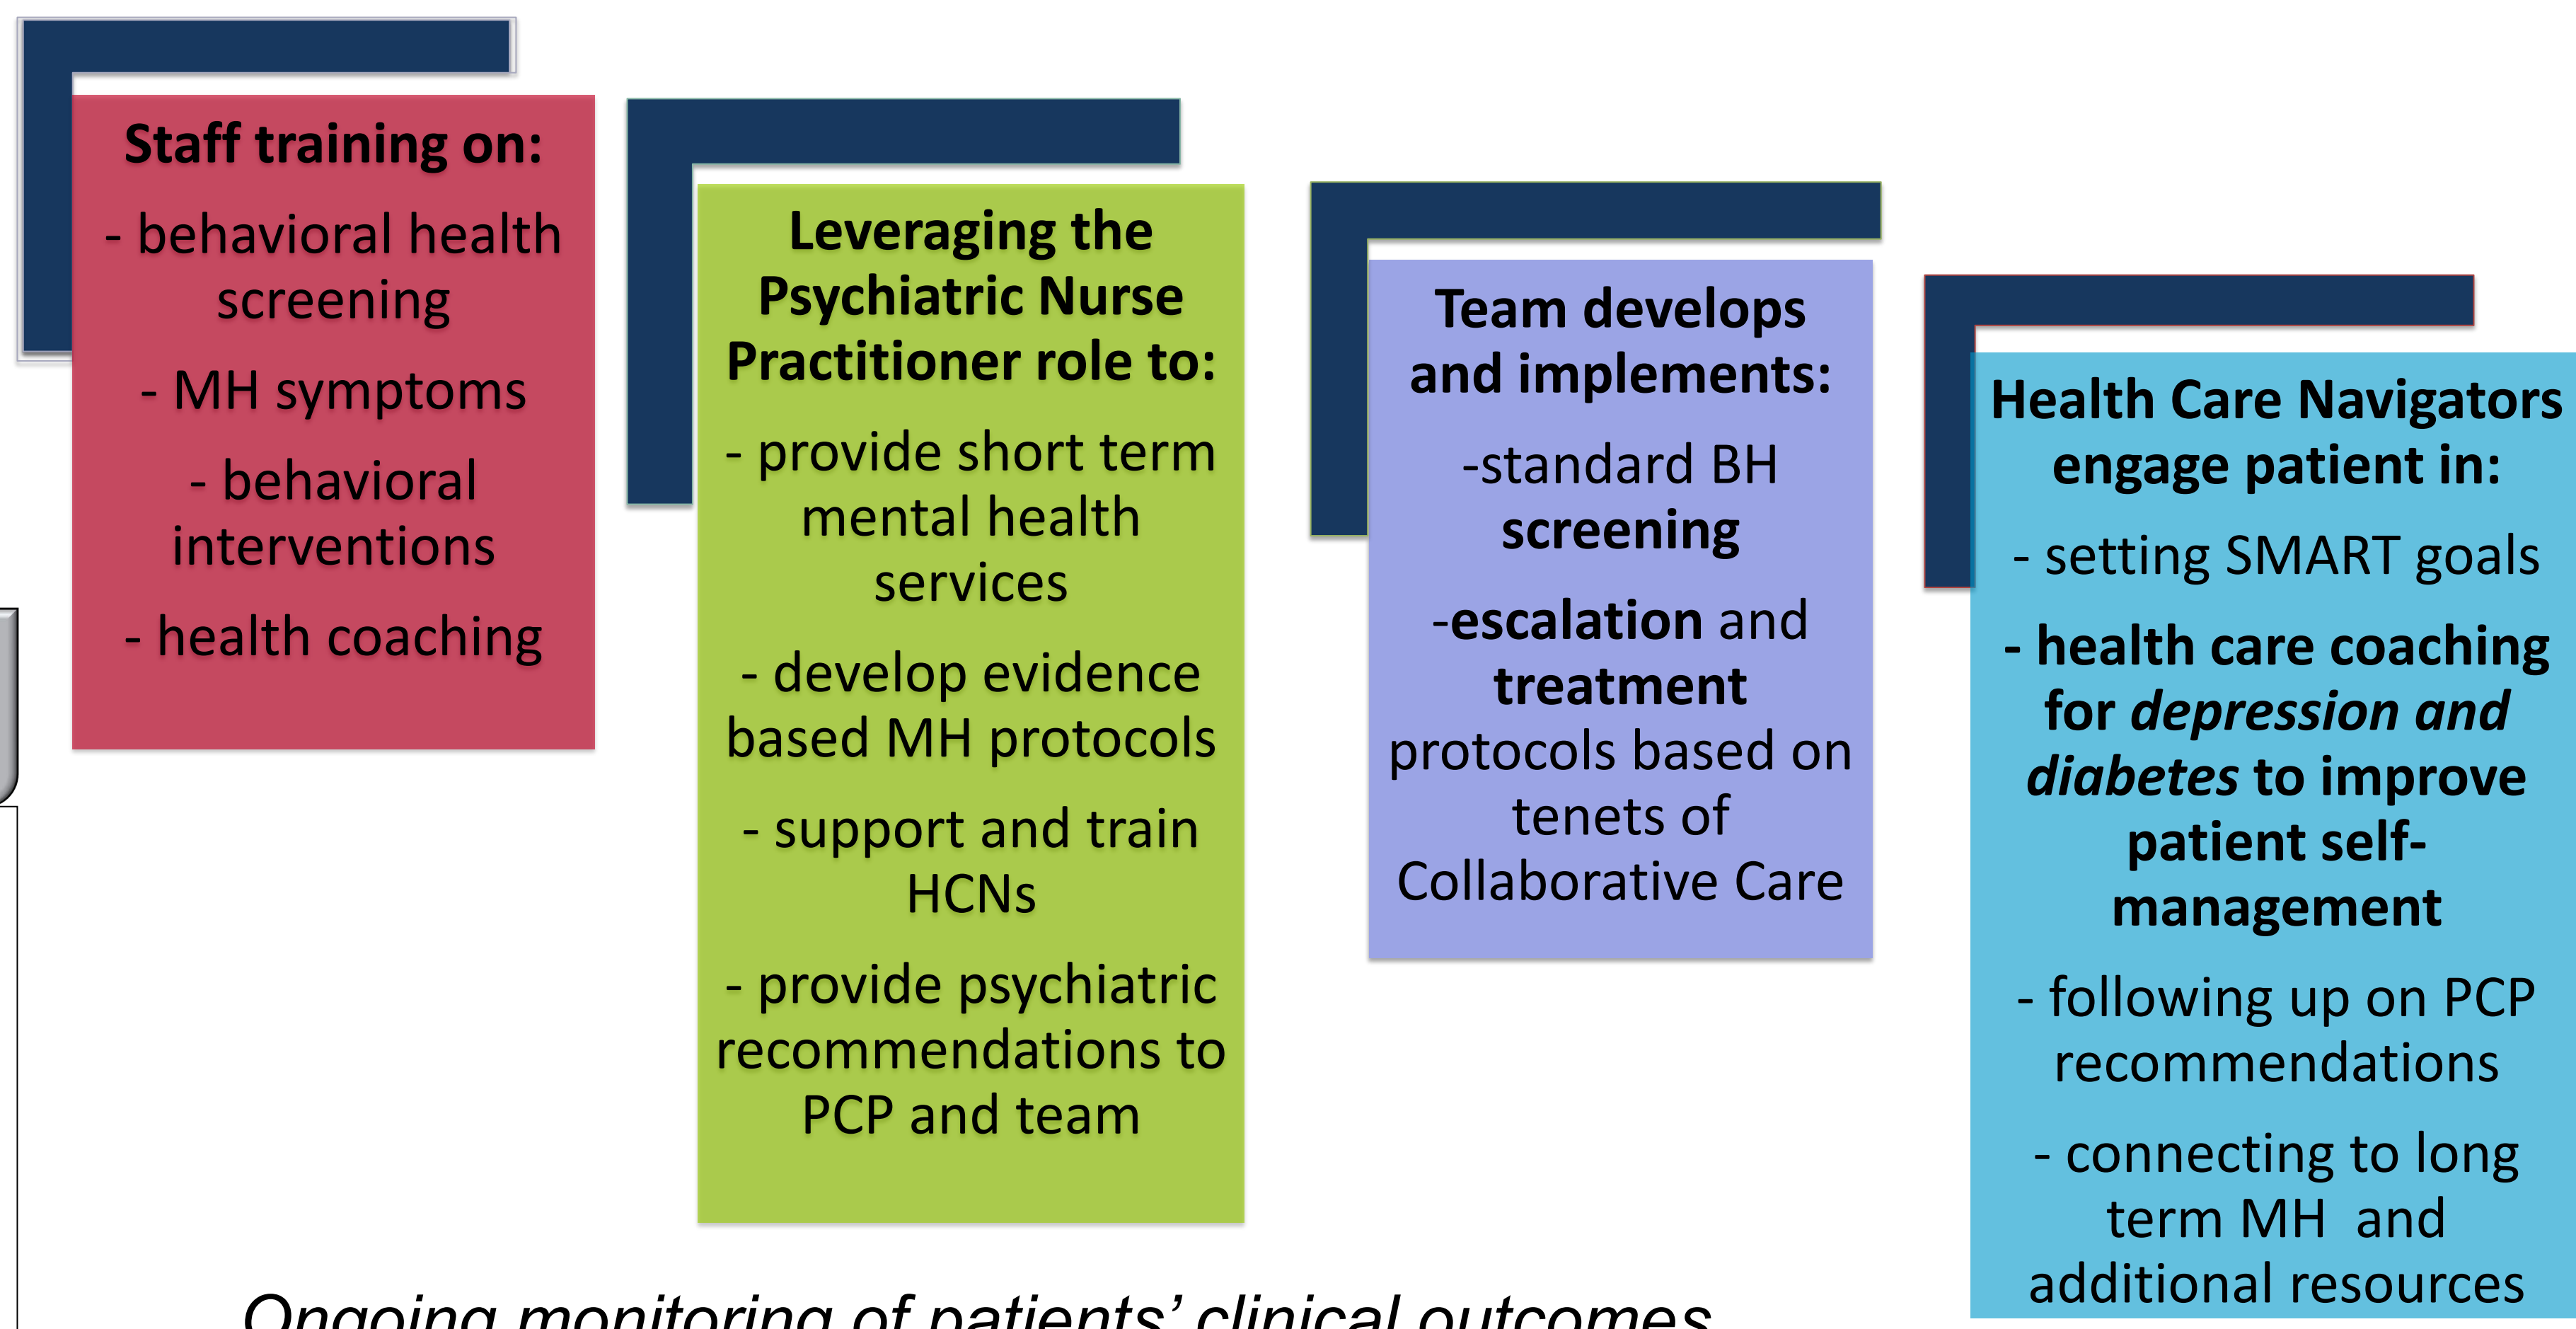 Staff training on:
- behavioral health
screening
- MH symptoms
- behavioral
interventions
- health coaching
Leveraging the
Psychiatric Nurse
Practitioner role to:
- provide short term
mental health
services
- develop evidence
based MH protocols
- support and train
HCNs
- provide psychiatric
recommendations to
PCP and team
Team develops
and implements:
-standard BH
screening
-escalation and
treatment
protocols based on
tenets of
Collaborative Care
Health Care Navigators
engage patient in:
- setting SMART goals
- health care coaching
for depression and
diabetes to improve
patient self-
management
- following up on PCP
recommendations
- connecting to long
term MH  and
additional resources
Ongoing monitoring of patients’ clinical outcomes